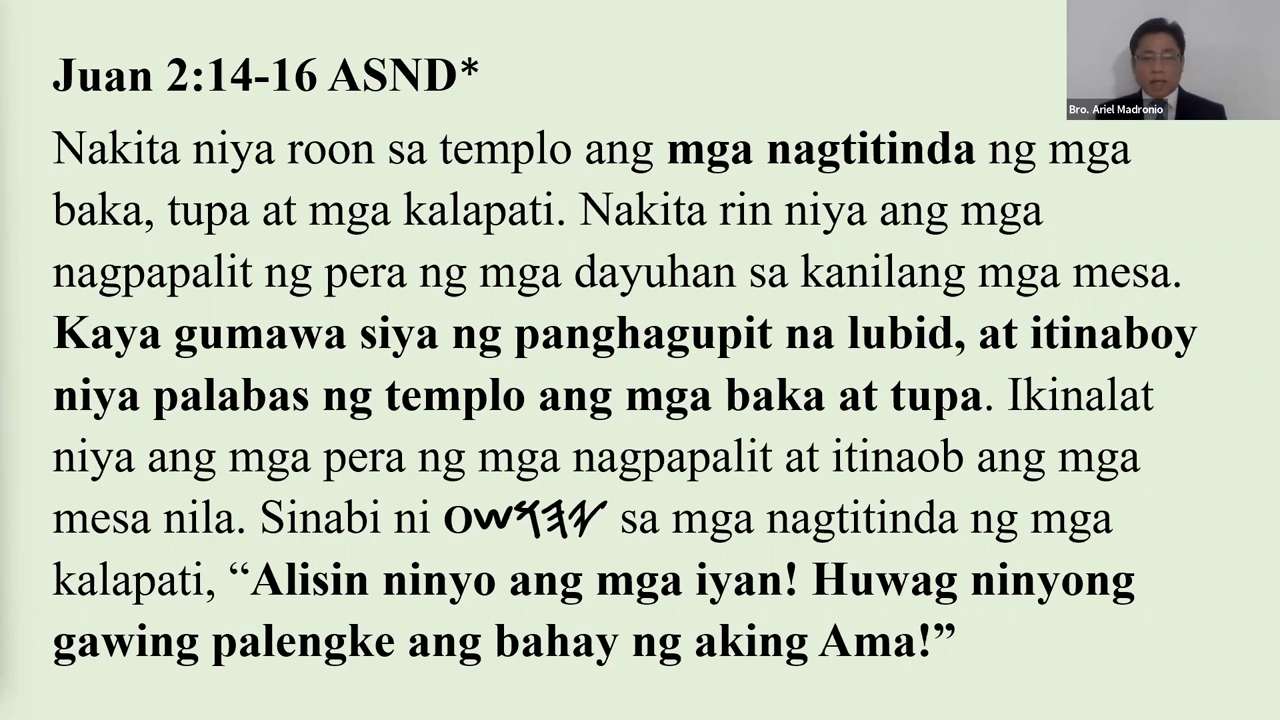 Juan 2:14-16 ASND*
Nakita niya roon sa templo ang mga nagtitinda ng mga
baka, tupa at mga kalapati. Nakita rin niya ang mga
nagpapalit ng pera ng mga dayuhan sa kanilang mga mesa.
Kaya gumawa siya ng panghagupit na lubid, at itinaboy
niya palabas ng templo ang mga baka at tupa. Ikinalat
niya ang mga pera ng mga nagpapalit at itinaob ang mga
mesa nila. Sinabi ni 𐤏𐤅𐤔𐤅𐤄𐤉 sa mga nagtitinda ng mga
kalapati, “Alisin ninyo ang mga iyan! Huwag ninyong
gawing palengke ang bahay ng aking Ama!”
Bro. Ariel Madronio